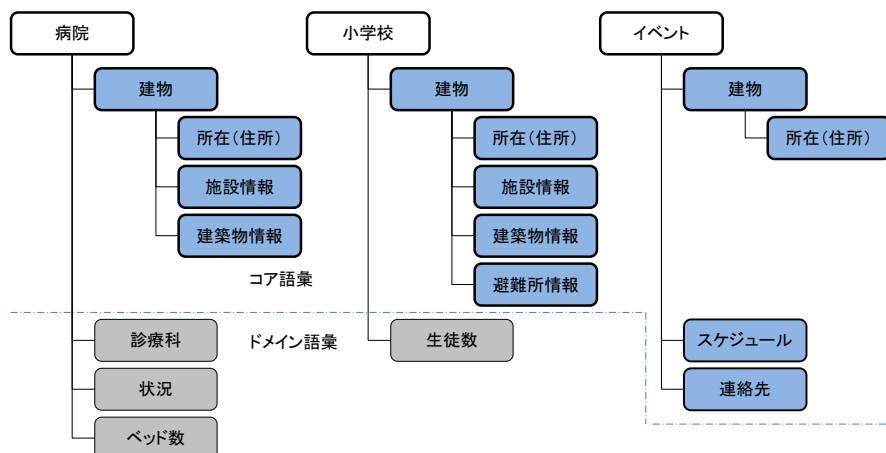 病院
小学校
イベント
建物
建物
建物
所在(住所)
所在(住所)
所在(住所)
施設情報
施設情報
建築物情報
建築物情報
コア語彙
避難所情報
診療科
ドメイン語彙
生徒数
スケジュール
状況
連絡先
ベッド数